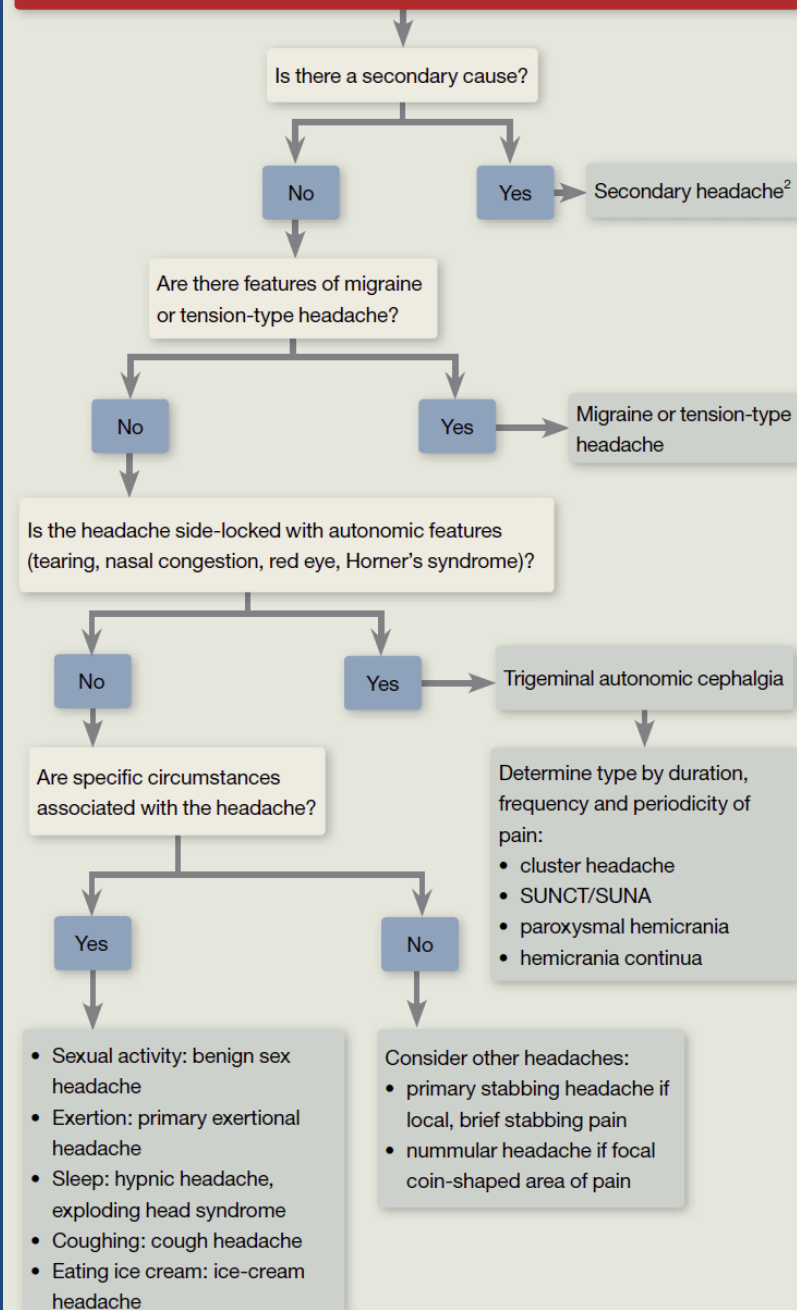 Is there a secondary cause?
No
Yes
Secondary headache²
Are there features of migraine
or tension-type headache?
No
Yes
Migraine or tension-type
headache
Is the headache side-locked with autonomic features
(tearing, nasal congestion, red eye, Horner’s syndrome)?
No
Yes
Trigeminal autonomic cephalgia
Are specific circumstances
associated with the headache?
Determine type by duration,
frequency and periodicity of
pain:
• cluster headache
• SUNCT/SUNA
• paroxysmal hemicrania
• hemicrania continua
Yes
No
• Sexual activity: benign sex
headache
• Exertion: primary exertional
headache
• Sleep: hypnic headache,
exploding head syndrome
• Coughing: cough headache
• Eating ice cream: ice-cream
headache
Consider other headaches:
• primary stabbing headache if
local, brief stabbing pain
• nummular headache if focal
coin-shaped area of pain